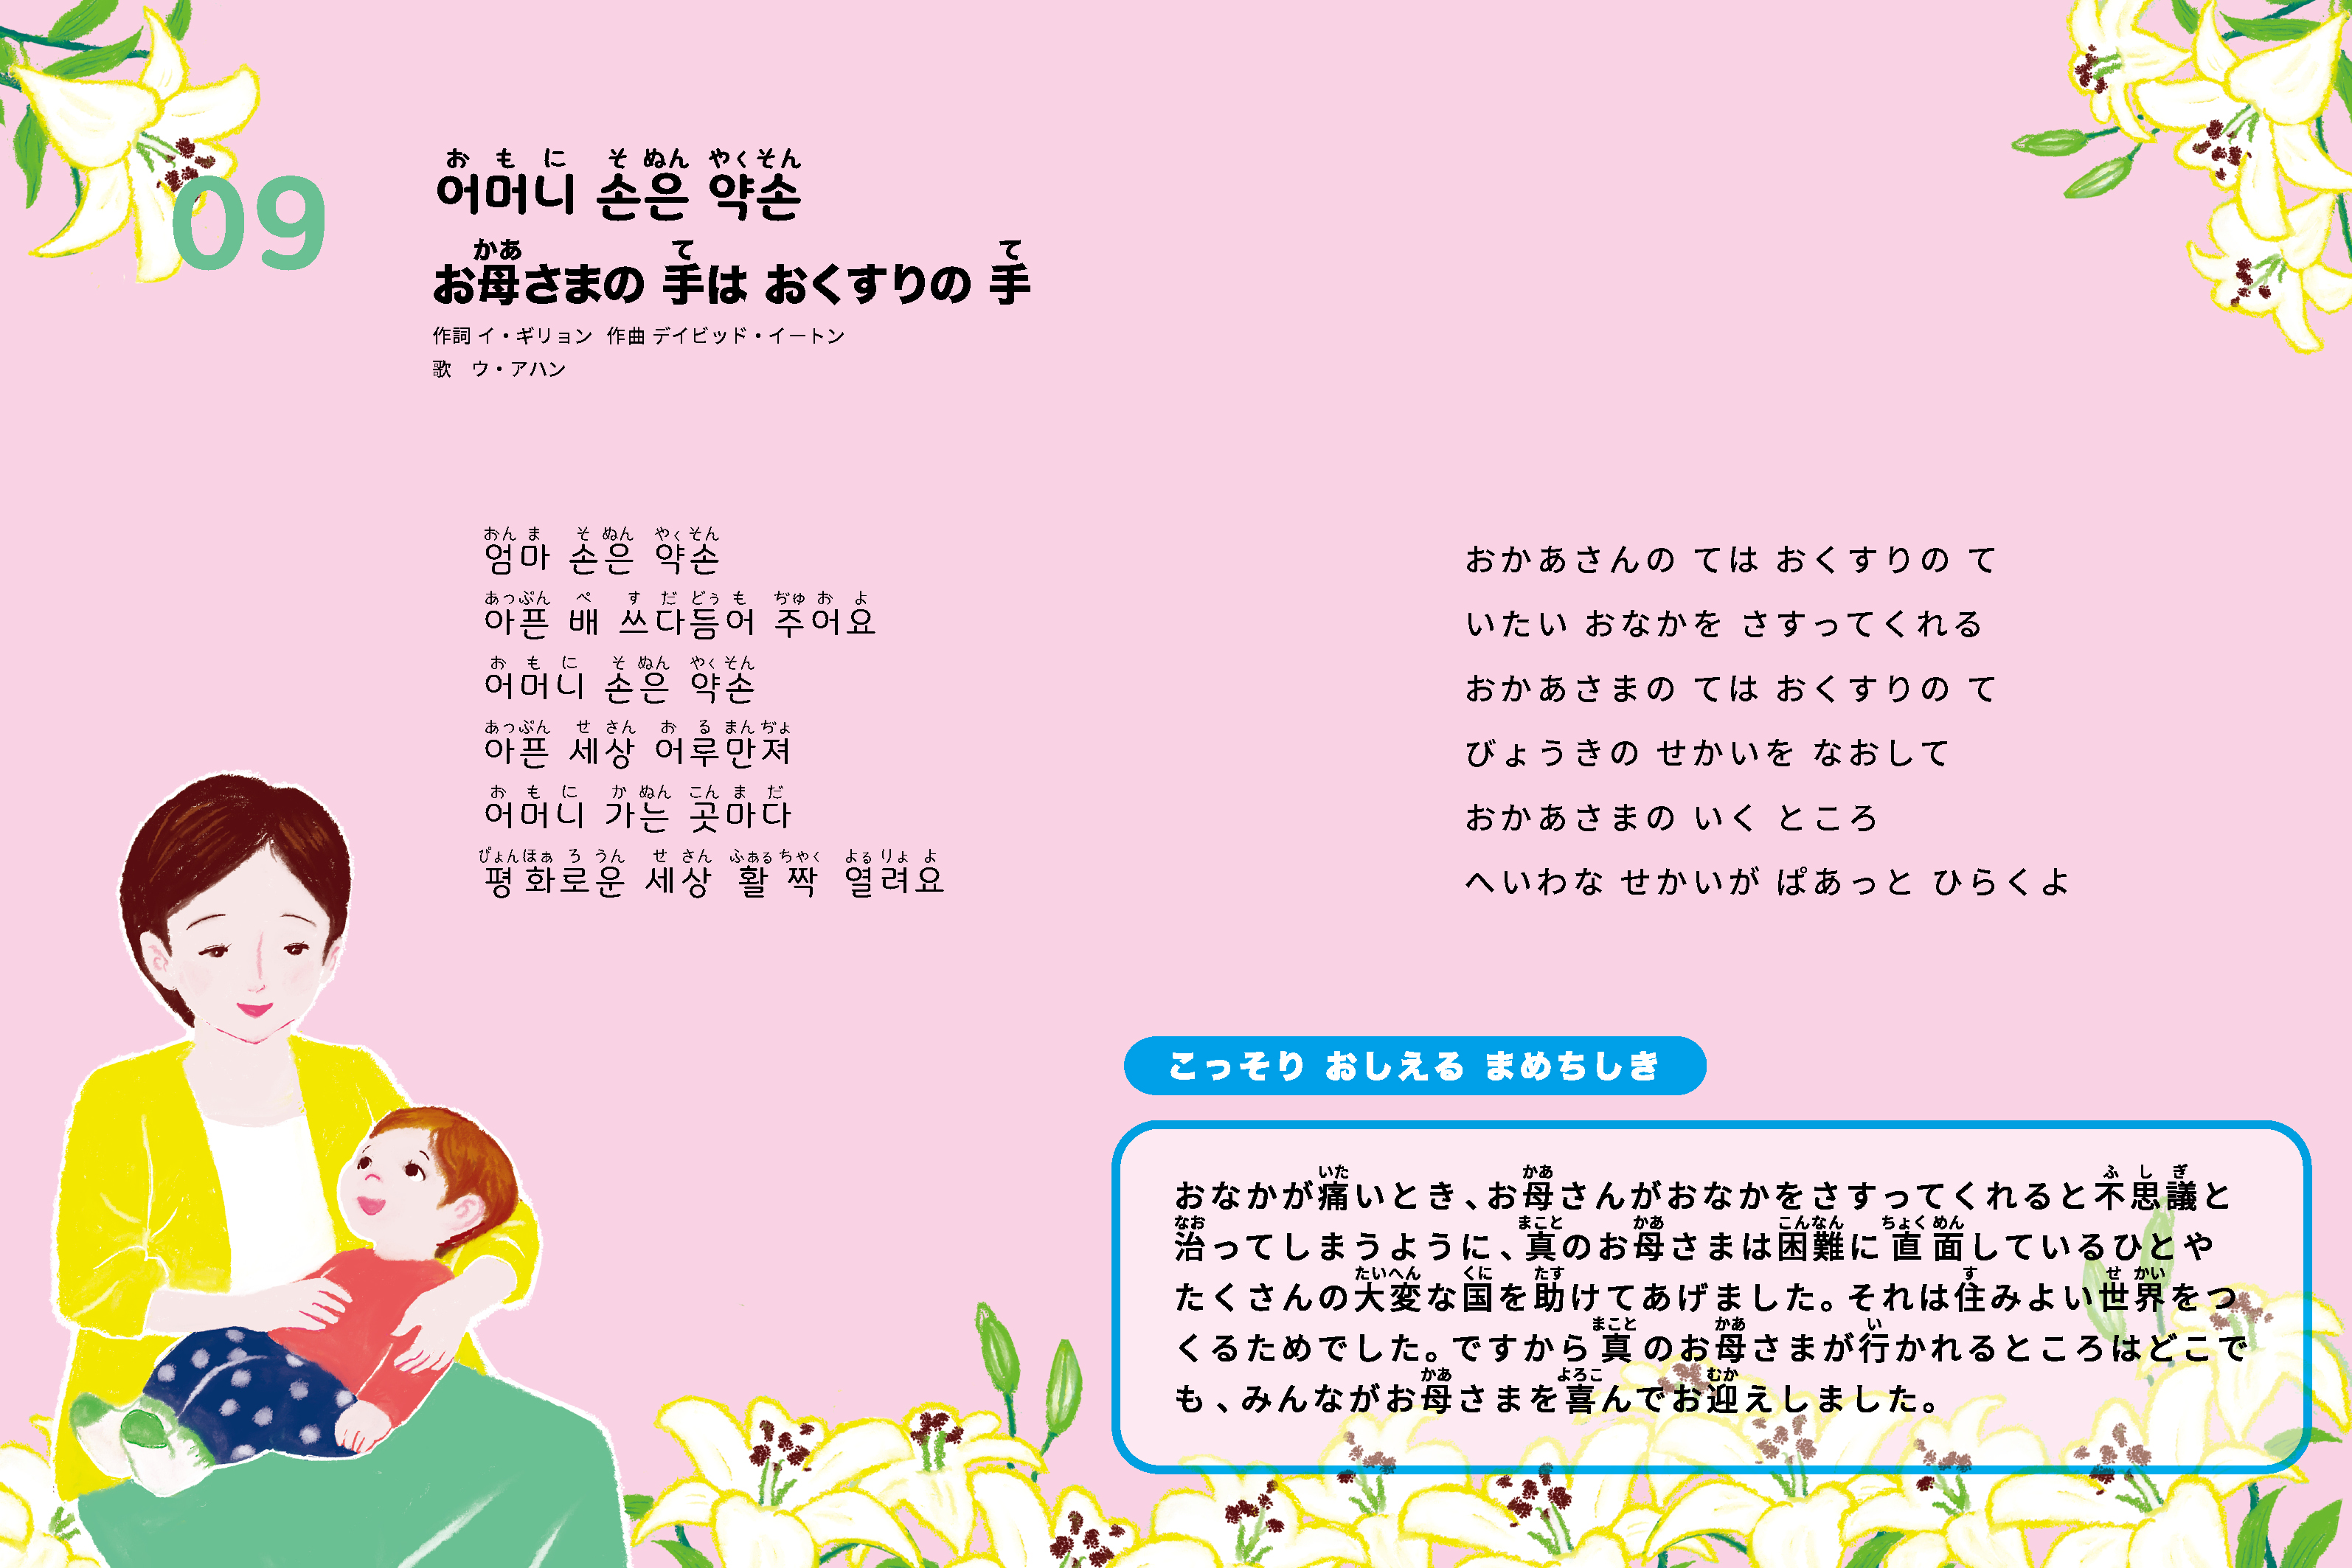 09
お も に そ ぬん やくそん
어머니 손은 약손
かあ て て
お母さまの 手は おくすりの 手
作詞 イ・ギリョン 作曲 デイビッド・イートン
歌 ウ・アハン
おん ま そ ぬん やく そん
엄마 손은 약손
あっぷん ぺ す だ どぅ も ぢゅ お よ
아픈 배 쓰다듬어 주어요
お も に そ ぬん やく そん
어머니 손은 약손
あっぷん せ さん お る まん ぢょ
아픈 세상 어루만져
お も に か ぬん こん ま だ
어머니 가는 곳마다
ぴょんほぁ ろ うん せ さん ふぁる ちゃく よる りょ よ
평화로운 세상 활짝 열려요
おかあさんの ては おくすりの て
いたい おなかを さすってくれる
おかあさまの ては おくすりの て
びょうきの せかいを なおして
おかあさまの いく ところ
へいわな せかいが ぱあっと ひらくよ
こっそり おしえる まめちしき
いた かあ ふ し ぎ
おなかが痛いとき、お母さんがおなかをさすってくれると不思議と
なお まこと かあ こんなん ちょく めん
治ってしまうように、真のお母さまは困難に直面しているひとや
たいへん くに たす す せ かい
たくさんの大変な国を助けてあげました。それは住みよい世界をつ
まこと かあ い
くるためでした。ですから真のお母さまが行かれるところはどこで
かあ よろこ むか
も、みんながお母さまを喜んでお迎えしました。